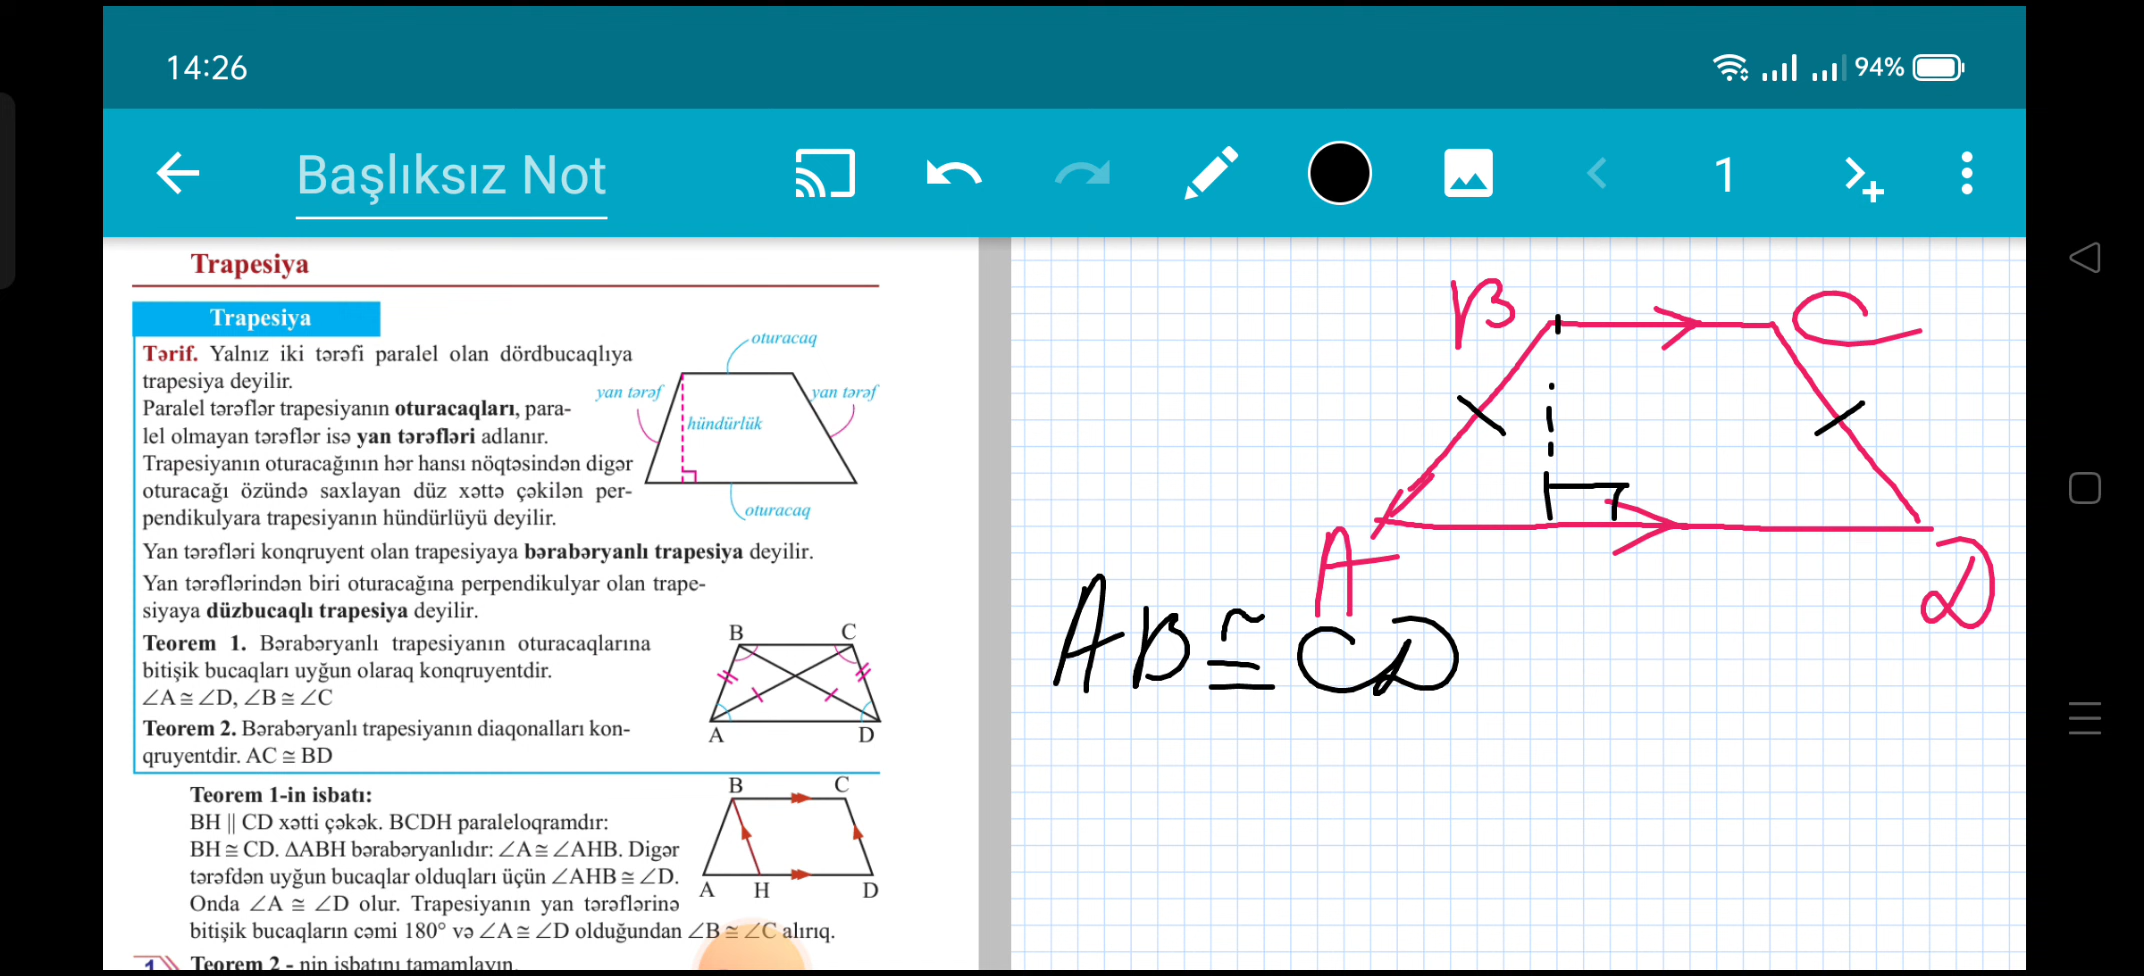 14:26
94%
Başlıksız Not
1
Trapesiya
Trapesiya
Tərif. Yalnız iki tərəfi paralel olan dördbucaqlıya
trapesiya deyilir.
Paralel tərəflər trapesiyanın oturacaqları, para-
lel olmayan tərəflər isə yan tərəfləri adlanır.
Trapesiyanın oturacağının hər hansı nöqtəsindən digər
oturacağı özündə saxlayan düz xəttə çəkilən per-
pendikulyara trapesiyanın hündürlüyü deyilir.
oturacaq
yan tərəf
yan tərəf
hündürlük
oturacaq
Yan tərəfləri konqruyent olan trapesiyaya bərabəryanlı trapesiya deyilir.
Yan tərəflərindən biri oturacağına perpendikulyar olan trape-
siyaya düzbucaqlı trapesiya deyilir.
Teorem 1. Bərabəryanlı trapesiyanın oturacaqlarına
bitişik bucaqları uyğun olaraq konqruyentdir.
∠A ≅ ∠D, ∠B ≅ ∠C
Teorem 2. Bərabəryanlı trapesiyanın diaqonalları kon-
qruyentdir. AC ≅ BD
B C
A D
Teorem 1-in isbatı:
BH || CD xətti çəkək. BCDH paraleloqramdır:
BH ≅ CD. ΔABH bərabəryanlıdır: ∠A ≅ ∠AHB. Digər
tərəfdən uyğun bucaqlar olduqları üçün ∠AHB ≅ ∠D.
Onda ∠A ≅ ∠D olur. Trapesiyanın yan tərəflərinə
bitişik bucaqların cəmi 180° və ∠A ≅ ∠D olduğundan ∠B ≅ ∠C alırıq.
B C
A H D
1 Teorem 2 - nin isbatını tamamlayın.
B C
A D
AB ≅ CD